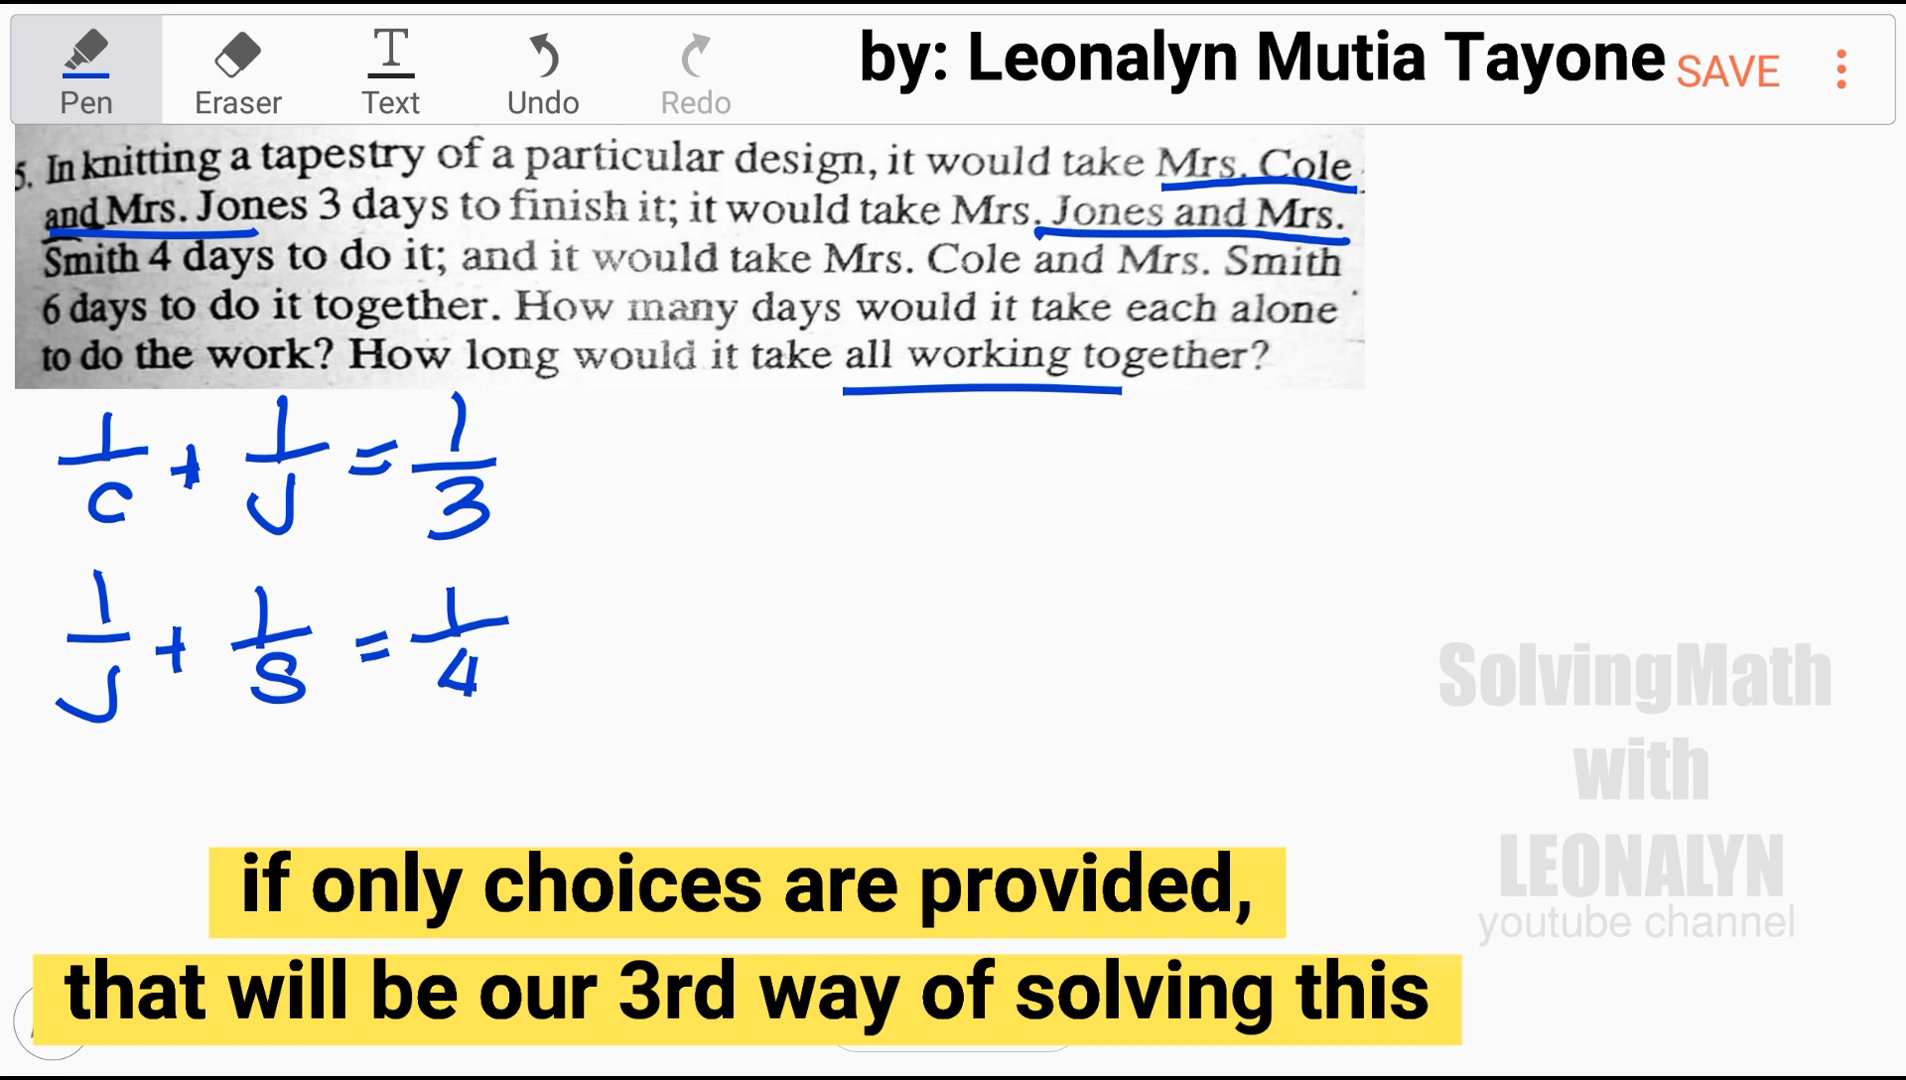 by: Leonalyn Mutia Tayone
SAVE
Pen
Eraser
Text
Undo
Redo
5. In knitting a tapestry of a particular design, it would take Mrs. Cole
and Mrs. Jones 3 days to finish it; it would take Mrs. Jones and Mrs.
Smith 4 days to do it; and it would take Mrs. Cole and Mrs. Smith
6 days to do it together. How many days would it take each alone
to do the work? How long would it take all working together?
1/c + 1/J = 1/3
1/J + 1/S = 1/4
SolvingMath
with
LEONALYN
youtube channel
if only choices are provided,
that will be our 3rd way of solving this